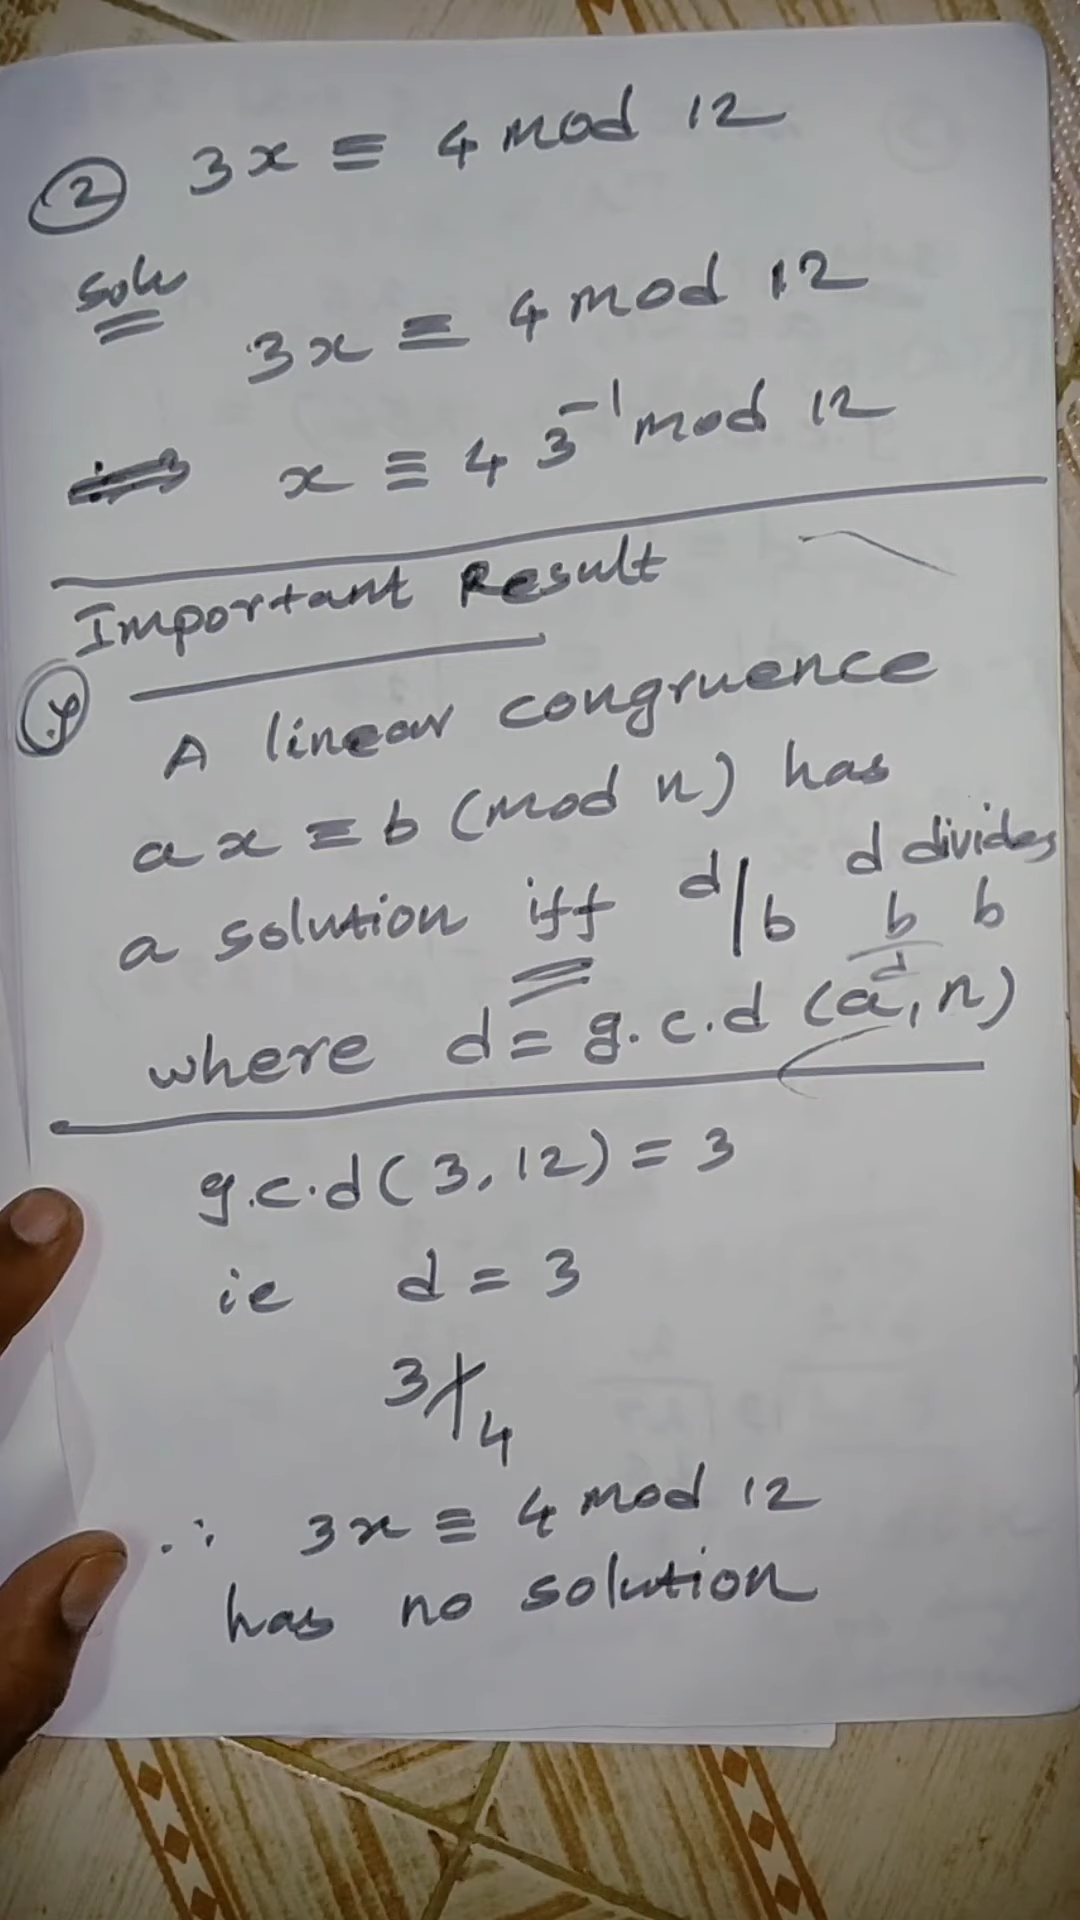 2 3x ≡ 4 mod 12
Soln
3x ≡ 4 mod 12
x ≡ 4 3⁻¹ mod 12
Important Result
A linear congruence
ax ≡ b (mod n) has
a solution iff d/b d divides b
b/d
where d = g.c.d (a, n)
g.c.d (3, 12) = 3
ie d = 3
3∤4
∴ 3x ≡ 4 mod 12
has no solution